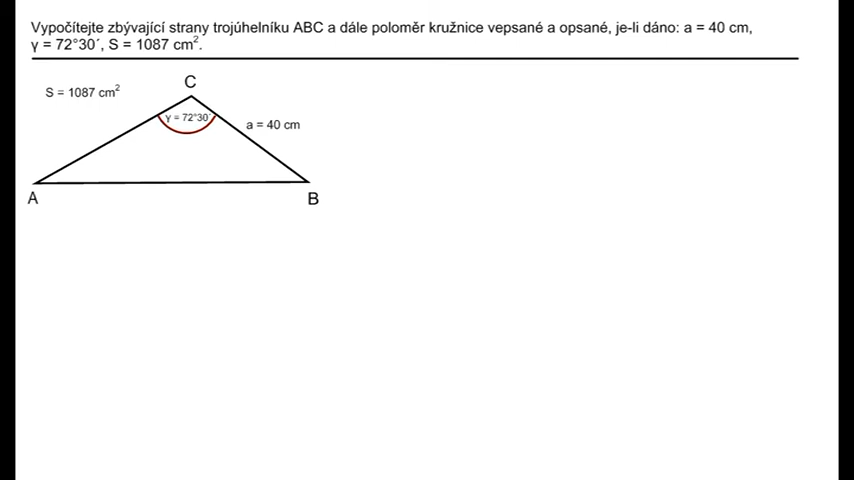 Vypočítejte zbývající strany trojúhelníku ABC a dále poloměr kružnice vepsané a opsané, je-li dáno: a = 40 cm,
γ = 72°30´, S = 1087 cm².
S = 1087 cm²
C
γ = 72°30´
a = 40 cm
A
B